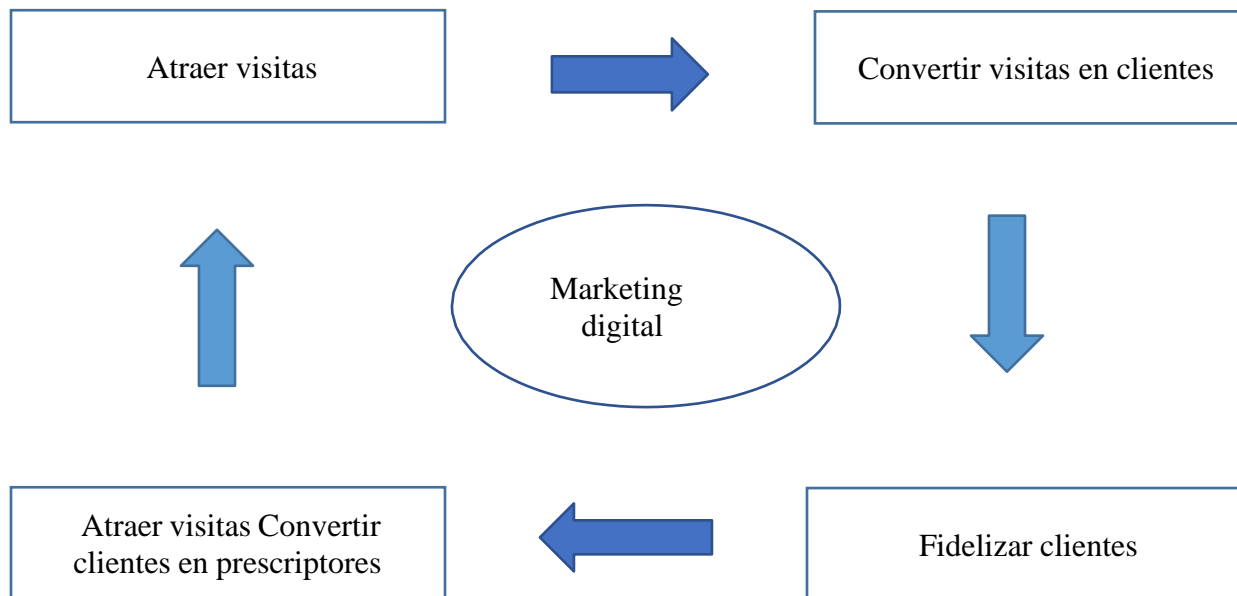 Atraer visitas
Convertir visitas en clientes
Marketing
digital
Atraer visitas Convertir
clientes en prescriptores
Fidelizar clientes